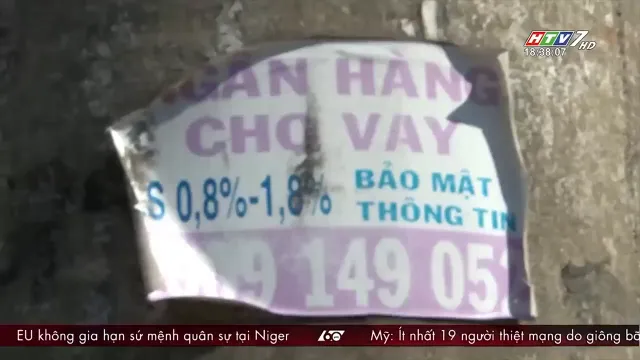 HTV7 HD
18:38:07
NGÂN HÀNG
CHO VAY
S 0,8%-1,8% BẢO MẬT
THÔNG TIN
9 149 05
EU không gia hạn sứ mệnh quân sự tại Niger 60 Mỹ: Ít nhất 19 người thiệt mạng do giông bã